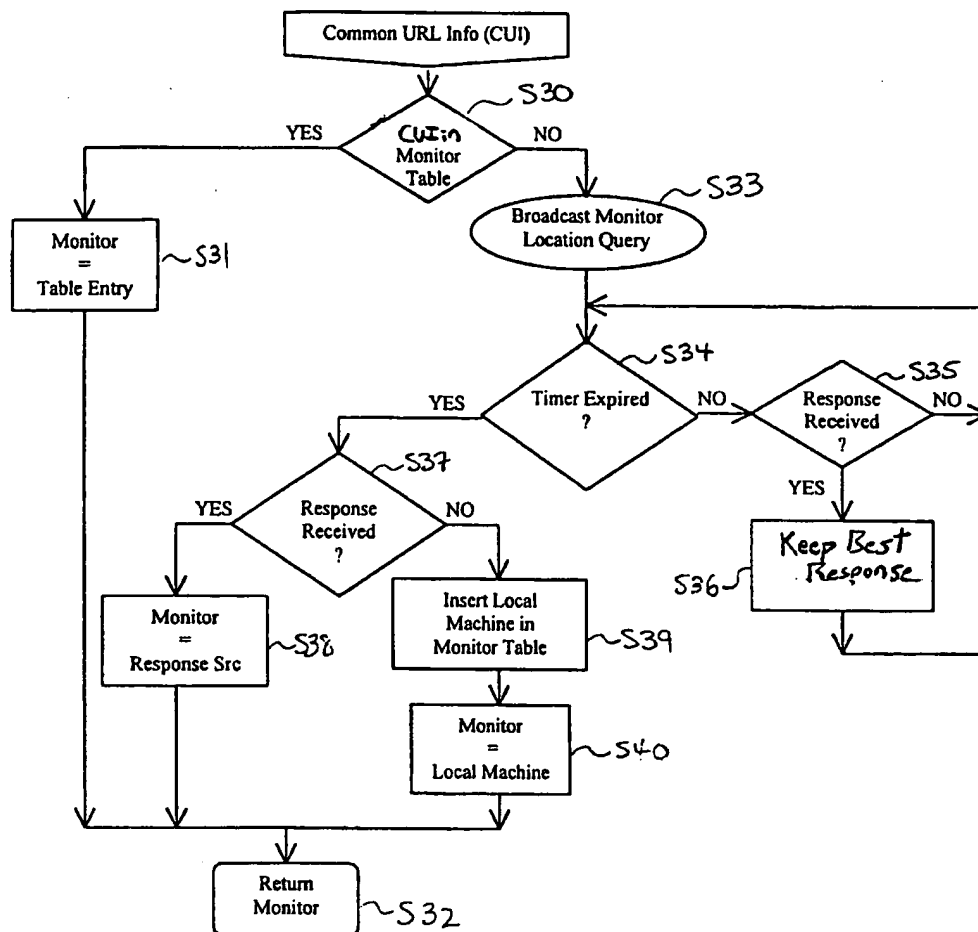 Common URL Info (CUI)
S30
YES
CUI in
Monitor
Table
NO
S33
Broadcast Monitor
Location Query
Monitor
=
Table Entry
S31
S34
Timer Expired
?
YES
NO
S35
Response
Received
?
NO
YES
S37
Response
Received
?
YES
NO
Keep Best
Response
S36
Monitor
=
Response Src
S38
Insert Local
Machine in
Monitor Table
S39
Monitor
=
Local Machine
S40
Return
Monitor
S32